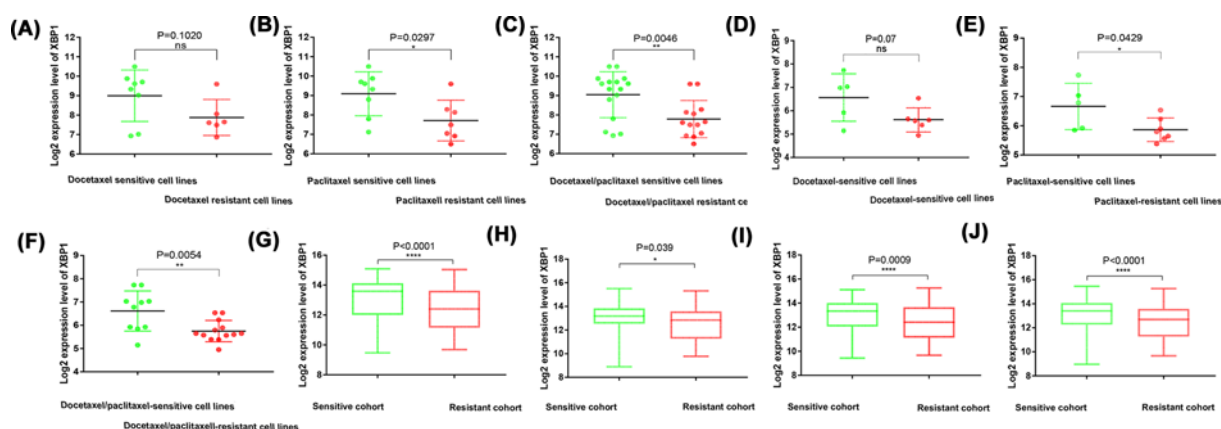 (A)
P=0.1020
ns
Log2 expression level of XBP1
12
11
10
9
8
7
6
Docetaxel sensitive cell lines
Docetaxel resistant cell lines
(B)
P=0.0297
*
Log2 expression level of XBP1
13
12
11
10
9
8
7
6
Paclitaxel sensitive cell lines
Paclitaxell resistant cell lines
(C)
P=0.0046
**
Log2 expression level of XBP1
13
12
11
10
9
8
7
6
Docetaxel/paclitaxel sensitive cell lines
Docetaxel/paclitaxel resistant ce
(D)
P=0.07
ns
Log2 expression level of XBP1
9
8
7
6
5
4
Docetaxel-sensitive cell lines
Docetaxel-sensitive cell lines
(E)
P=0.0429
*
Log2 expression level of XBP1
9
8
7
6
5
Paclitaxel-sensitive cell lines
Paclitaxel-resistant cell lines
(F)
P=0.0054
**
Log2 expression level of XBP1
9
8
7
6
5
4
Docetaxel/paclitaxel-sensitive cell lines
Docetaxel/paclitaxell-resistant cell lines
(G)
P<0.0001
****
Log2 expression level of XBP1
16
14
12
10
8
Sensitive cohort
Resistant cohort
(H)
P=0.039
*
Log2 expression level of XBP1
18
16
14
12
10
8
Sensitive cohort
Resistant cohort
(I)
P=0.0009
****
Log2 expression level of XBP1
18
16
14
12
10
8
Sensitive cohort
Resistant cohort
(J)
P<0.0001
****
Log2 expression level of XBP1
18
16
14
12
10
8
Sensitive cohort
Resistant cohort